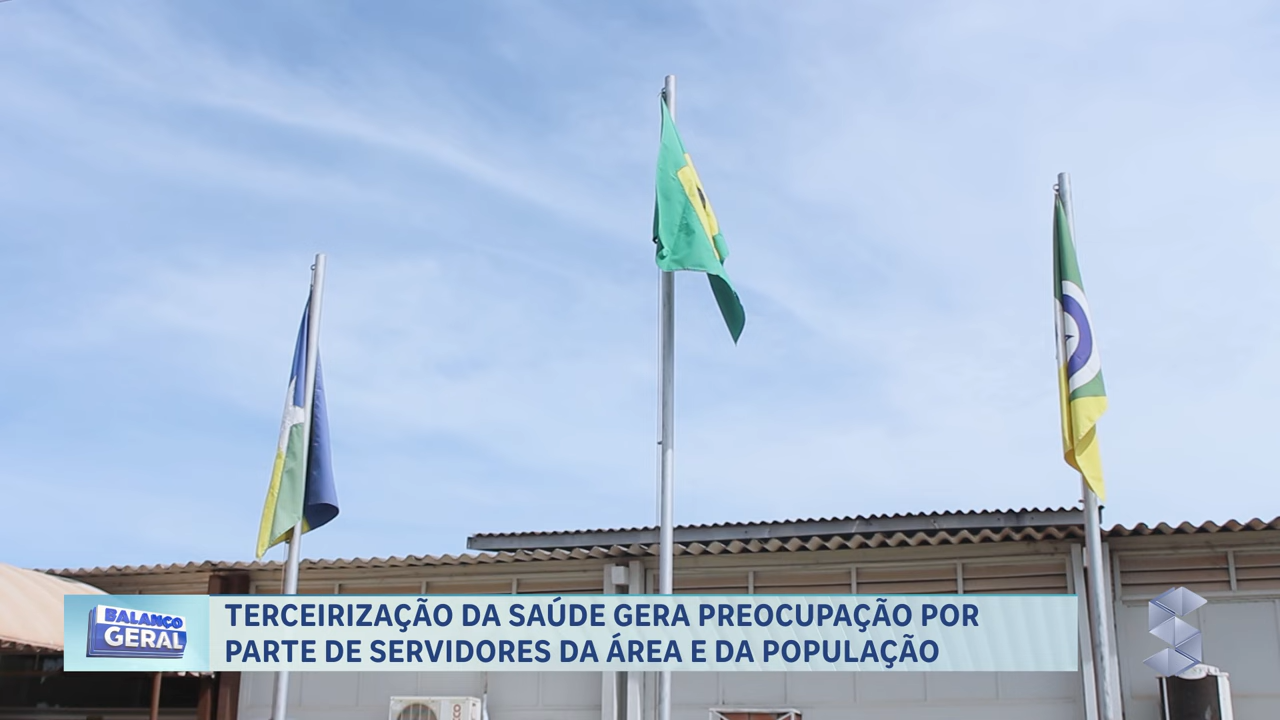 BALANÇO
GERAL
TERCEIRIZAÇÃO DA SAÚDE GERA PREOCUPAÇÃO POR
PARTE DE SERVIDORES DA ÁREA E DA POPULAÇÃO